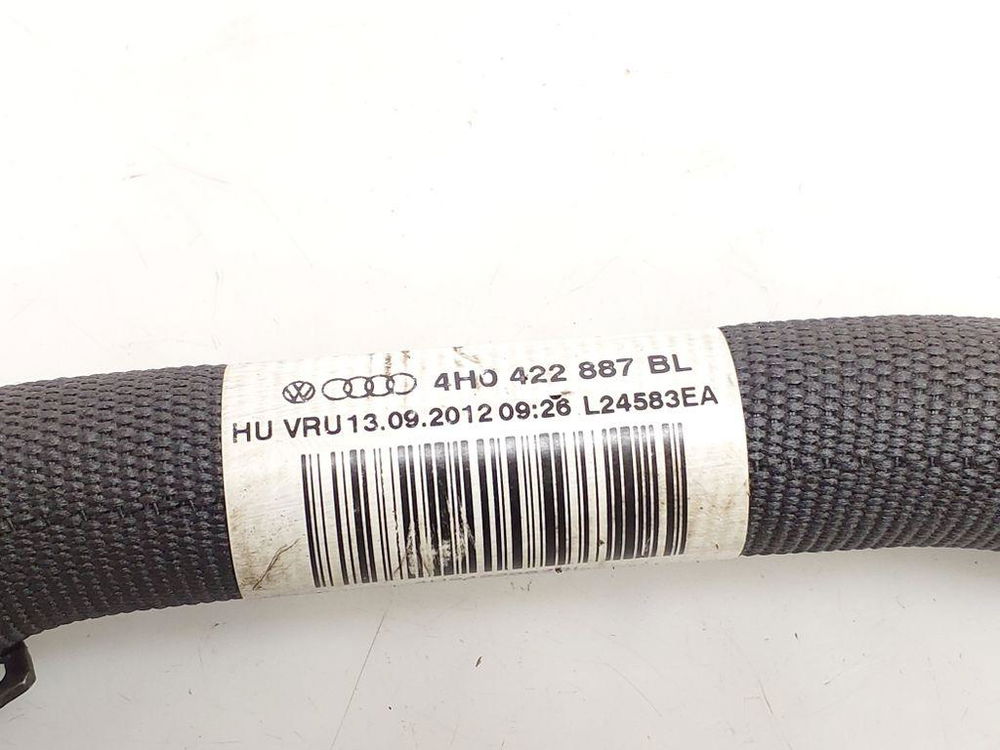 4H0 422 887 BL
HU VRU 13.09.2012 09:26 L24583EA